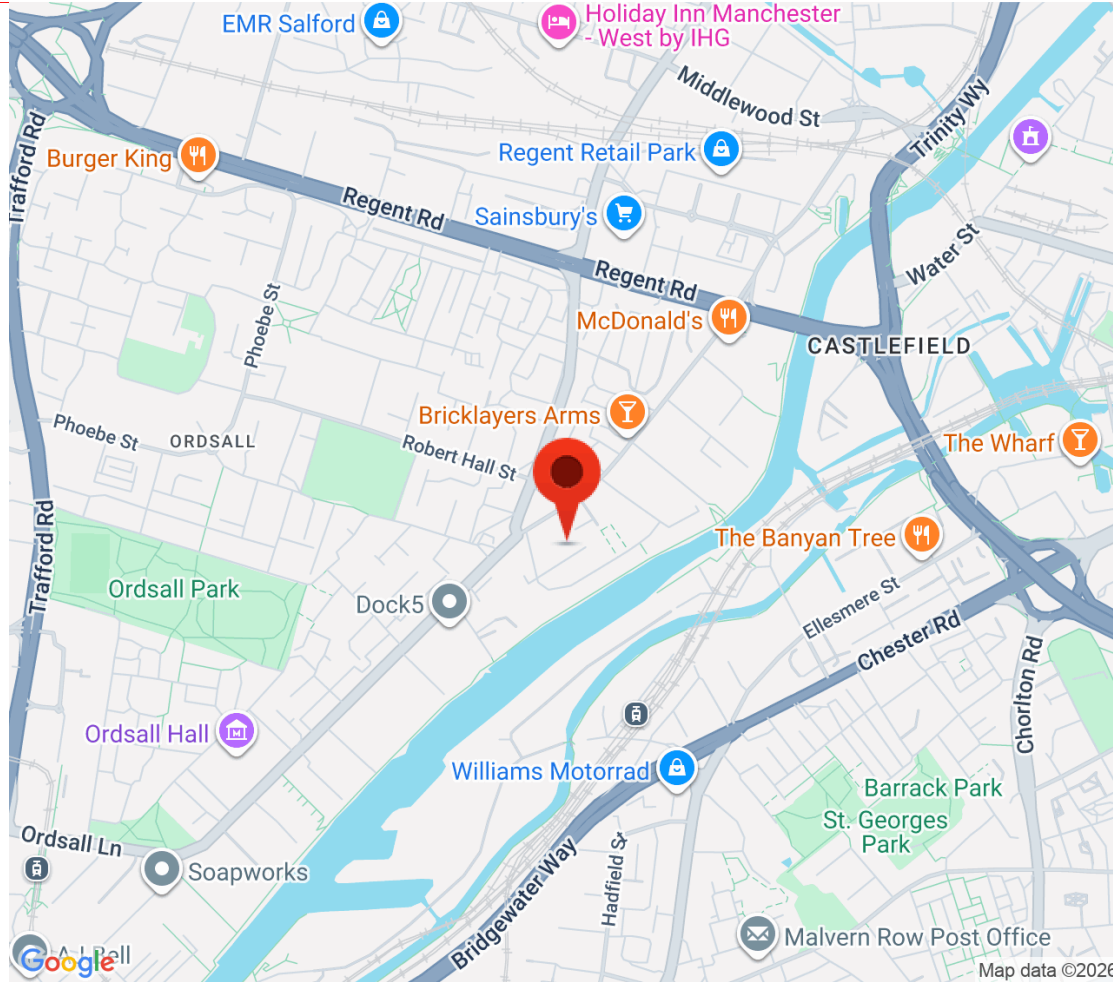 EMR Salford
Holiday Inn Manchester
- West by IHG
Middlewood St
Trinity Wy
Trafford Rd
Burger King
Regent Retail Park
Regent Rd
Sainsbury's
Water St
Regent Rd
McDonald's
CASTLEFIELD
Phoebe St
Bricklayers Arms
Phoebe St
ORDSALL
Robert Hall St
The Wharf
Trafford Rd
The Banyan Tree
Ordsall Park
Dock5
Ellesmere St
Chester Rd
Chorlton Rd
Ordsall Hall
Williams Motorrad
Barrack Park
St. Georges
Park
Ordsall Ln
Soapworks
Hadfield St
Bridgewater Way
Malvern Row Post Office
AJ Bell
Google
Map data ©2026